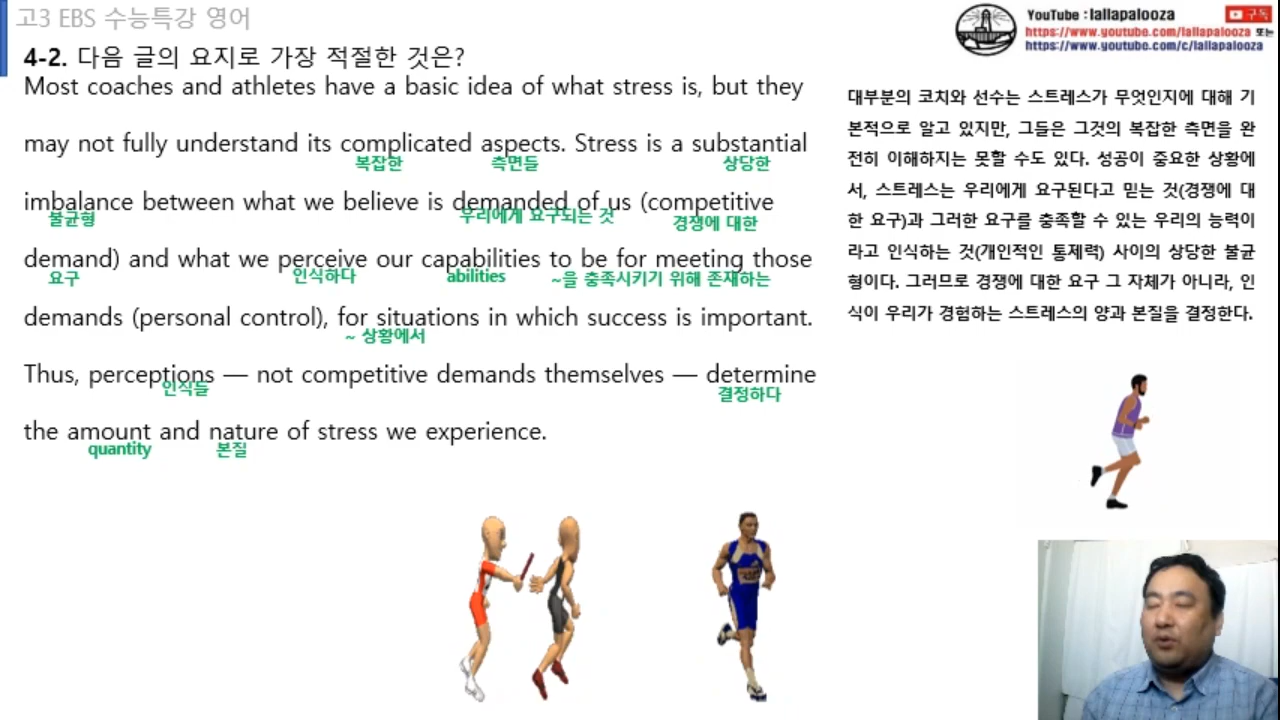 고3 EBS 수능특강 영어
YouTube : lallapalooza
구독
https://www.youtube.com/lallapalooza 또는
https://www.youtube.com/c/lallapalooza
4-2. 다음 글의 요지로 가장 적절한 것은?
Most coaches and athletes have a basic idea of what stress is, but they
may not fully understand its complicated aspects. Stress is a substantial
복잡한 측면들 상당한
imbalance between what we believe is demanded of us (competitive
불균형 우리에게 요구되는 것 경쟁에 대한
demand) and what we perceive our capabilities to be for meeting those
요구 인식하다 abilities ~을 충족시키기 위해 존재하는
demands (personal control), for situations in which success is important.
~ 상황에서
Thus, perceptions — not competitive demands themselves — determine
인식들 결정하다
the amount and nature of stress we experience.
quantity 본질
대부분의 코치와 선수는 스트레스가 무엇인지에 대해 기
본적으로 알고 있지만, 그들은 그것의 복잡한 측면을 완
전히 이해하지는 못할 수도 있다. 성공이 중요한 상황에
서, 스트레스는 우리에게 요구된다고 믿는 것(경쟁에 대
한 요구)과 그러한 요구를 충족할 수 있는 우리의 능력이
라고 인식하는 것(개인적인 통제력) 사이의 상당한 불균
형이다. 그러므로 경쟁에 대한 요구 그 자체가 아니라, 인
식이 우리가 경험하는 스트레스의 양과 본질을 결정한다.